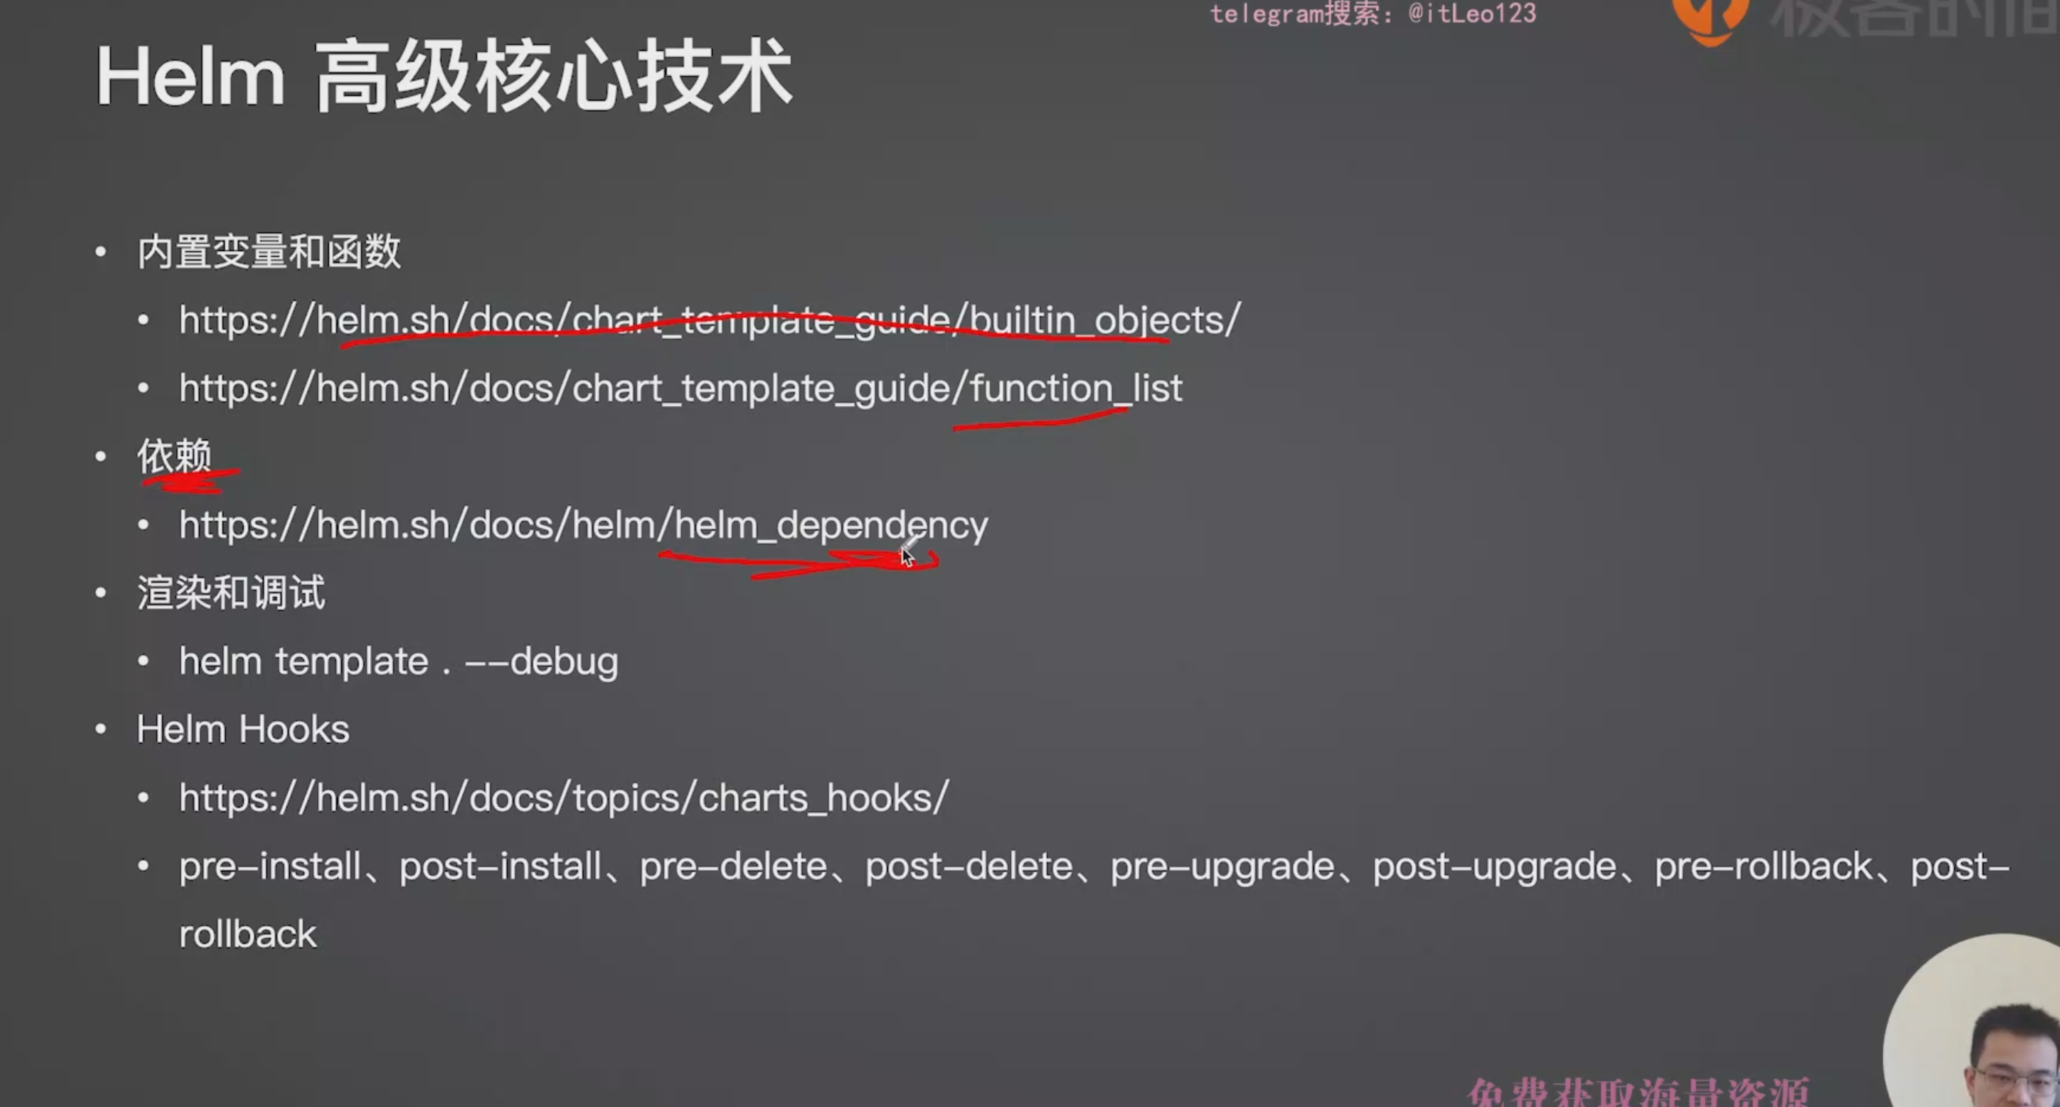 telegram搜索：@itLeo123
极客时间
Helm 高级核心技术
• 内置变量和函数
• https://helm.sh/docs/chart_template_guide/builtin_objects/
• https://helm.sh/docs/chart_template_guide/function_list
• 依赖
• https://helm.sh/docs/helm/helm_dependency
• 渲染和调试
• helm template . --debug
• Helm Hooks
• https://helm.sh/docs/topics/charts_hooks/
• pre-install、post-install、pre-delete、post-delete、pre-upgrade、post-upgrade、pre-rollback、post-
rollback
免费获取海量资源